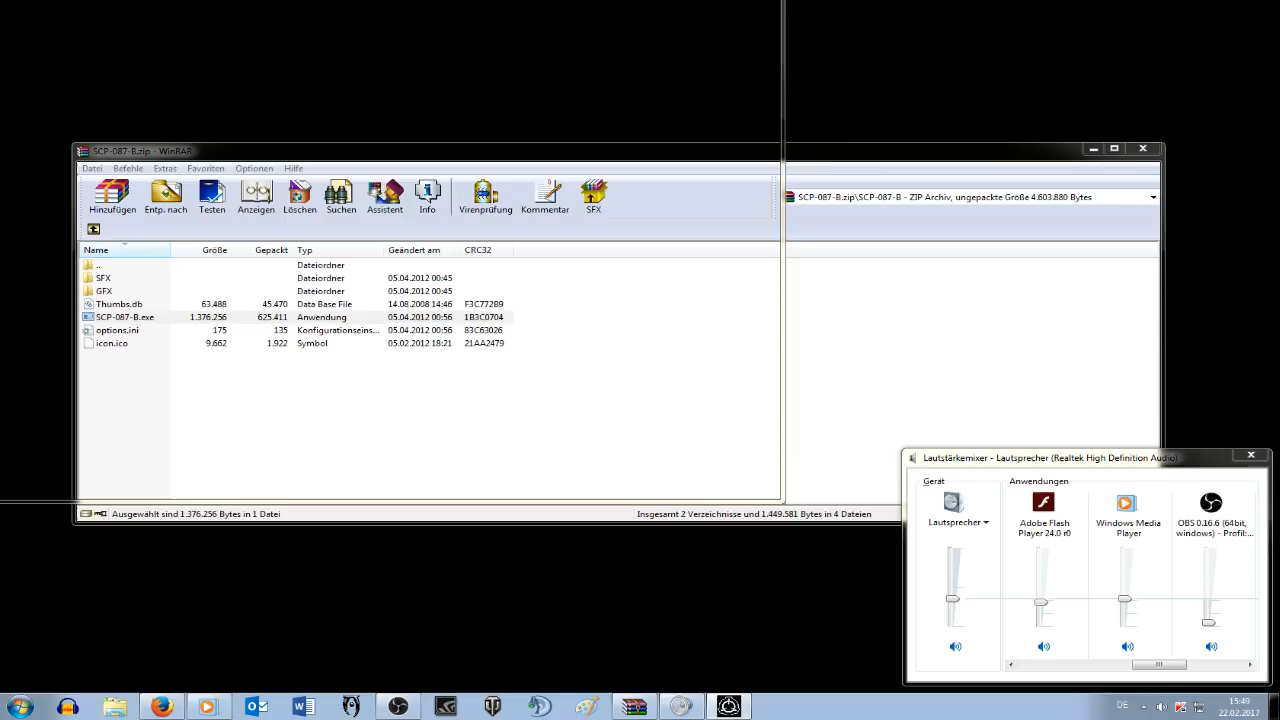 SCP-087-B.zip - WinRAR
Datei Befehle Extras Favoriten Optionen Hilfe
Hinzufügen Entp. nach Testen Anzeigen Löschen Suchen Assistent Info Virenprüfung Kommentar SFX
SCP-087-B.zip\SCP-087-B - ZIP Archiv, ungepackte Größe 4.603.880 Bytes
Name Größe Gepackt Typ Geändert am CRC32
.. Dateiordner
SFX Dateiordner 05.04.2012 00:45
GFX Dateiordner 05.04.2012 00:45
Thumbs.db 63.488 45.470 Data Base File 14.08.2008 14:46 F3C772B9
SCP-087-B.exe 1.376.256 625.411 Anwendung 05.04.2012 00:56 1B3C0704
options.ini 175 135 Konfigurationseins... 05.04.2012 00:56 83C63026
icon.ico 9.662 1.922 Symbol 05.02.2012 18:21 21AA2479
Ausgewählt sind 1.376.256 Bytes in 1 Datei
Insgesamt 2 Verzeichnisse und 1.449.581 Bytes in 4 Dateien
Lautstärkemixer - Lautsprecher (Realtek High Definition Audio)
Gerät Anwendungen
Lautsprecher
Adobe Flash
Player 24.0 r0
Windows Media
Player
OBS 0.16.6 (64bit,
windows) - Profil:...
DE
15:49
22.02.2017